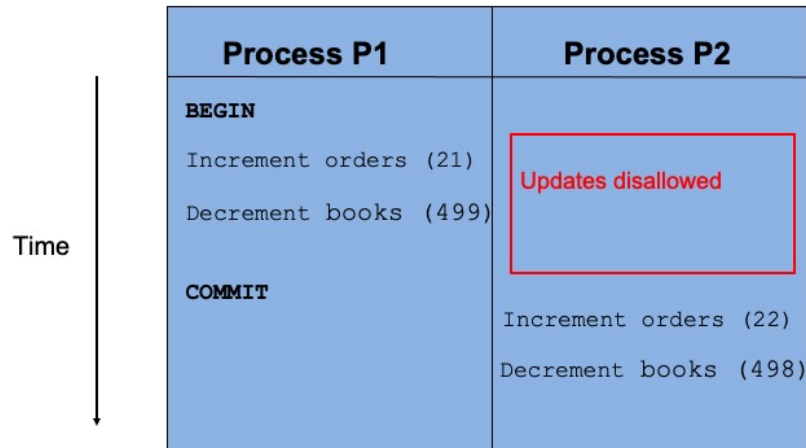 Process P1
Process P2
Time
BEGIN
Increment orders (21)
Decrement books (499)
COMMIT
Updates disallowed
Increment orders (22)
Decrement books (498)